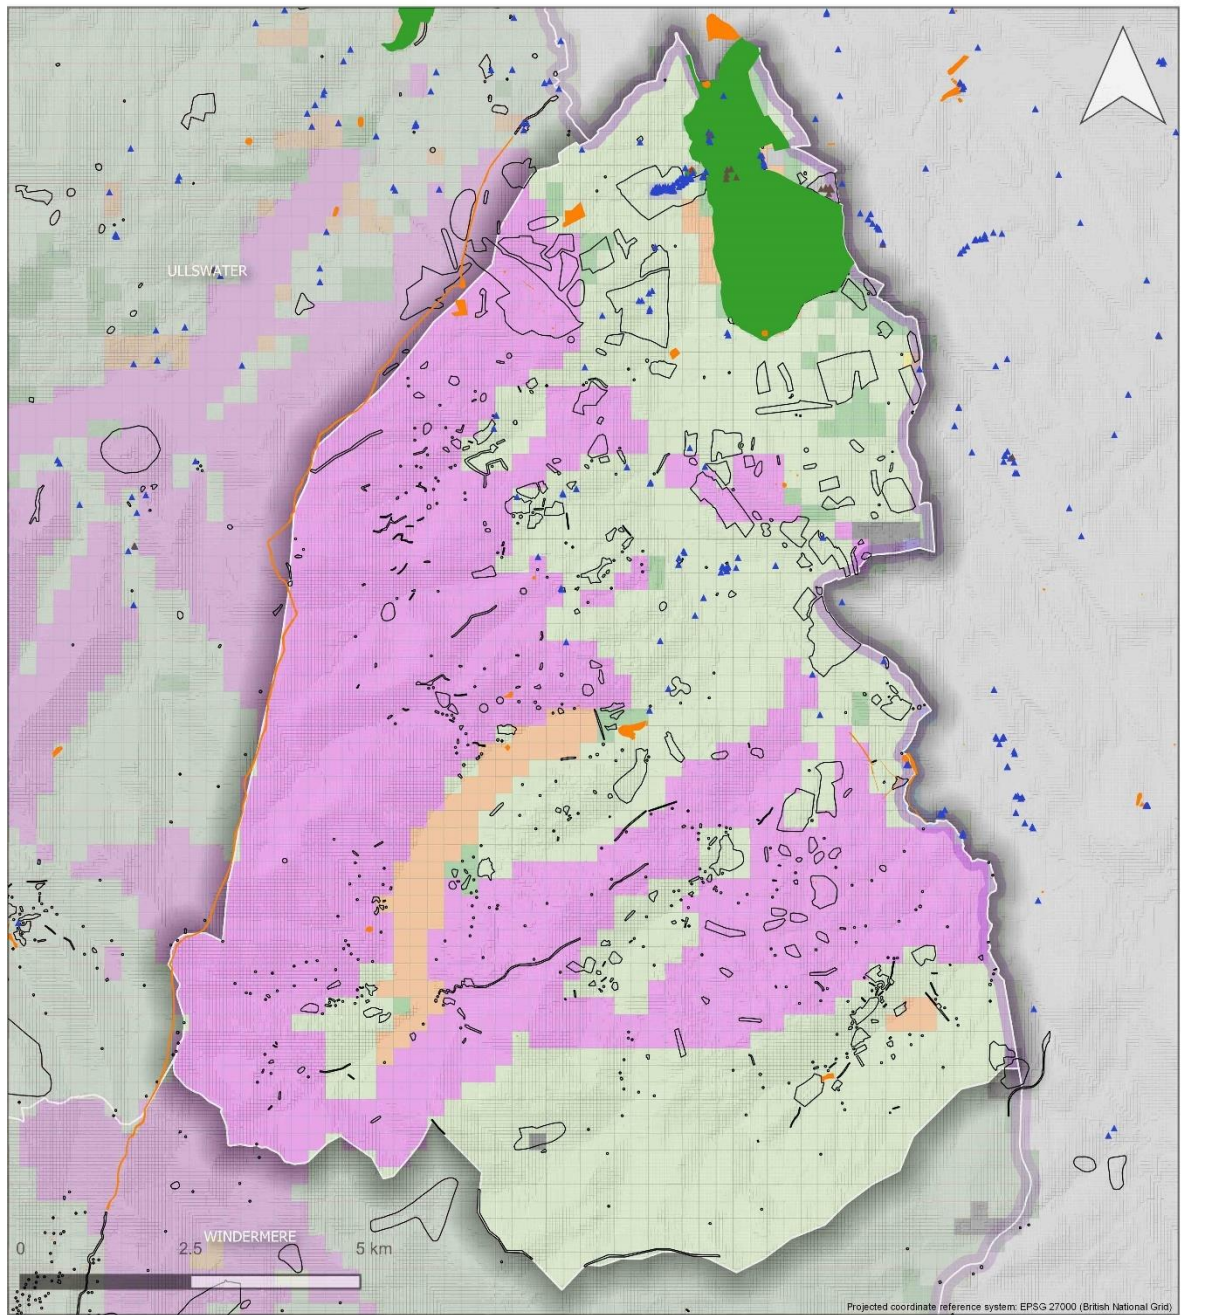 ULLSWATER
WINDERMERE
0 2.5 5 km
Projected coordinate reference system: EPSG 27000 (British National Grid)